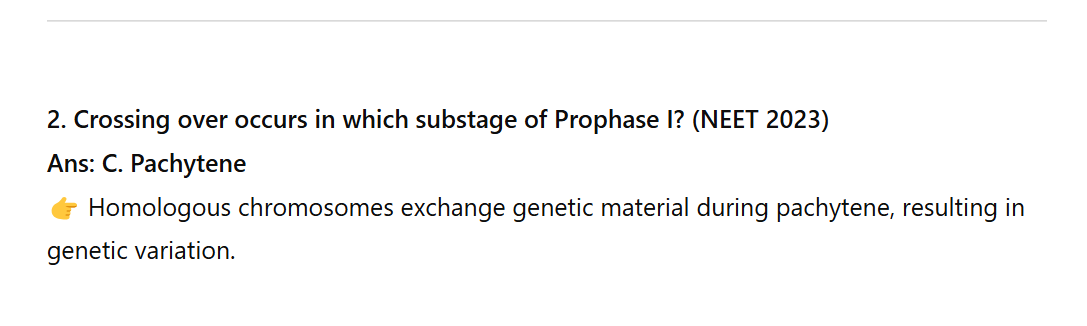 2. Crossing over occurs in which substage of Prophase I? (NEET 2023)
Ans: C. Pachytene
👉 Homologous chromosomes exchange genetic material during pachytene, resulting in
genetic variation.